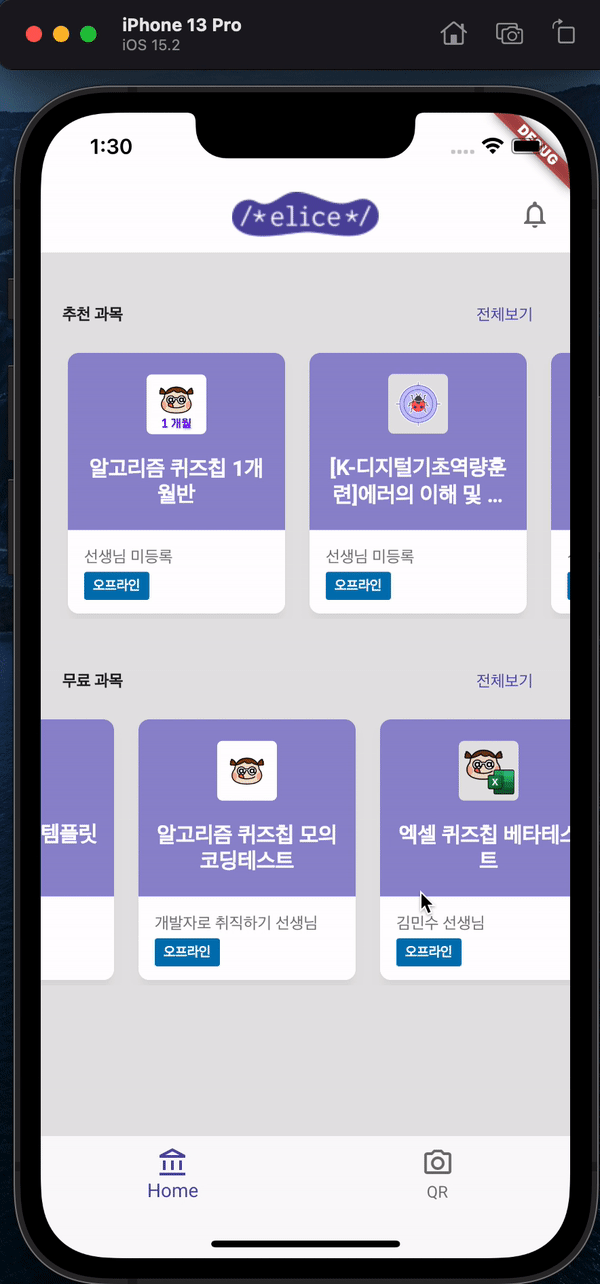 iPhone 13 Pro
iOS 15.2
1:30
DEBUG
/*elice*/
추천 과목
전체보기
1 개월
알고리즘 퀴즈칩 1개
월반
선생님 미등록
오프라인
[K-디지털기초역량훈
련]에러의 이해 및 ...
선생님 미등록
오프라인
무료 과목
전체보기
템플릿
알고리즘 퀴즈칩 모의
코딩테스트
개발자로 취직하기 선생님
오프라인
X
엑셀 퀴즈칩 베타테스
트
김민수 선생님
오프라인
Home
QR